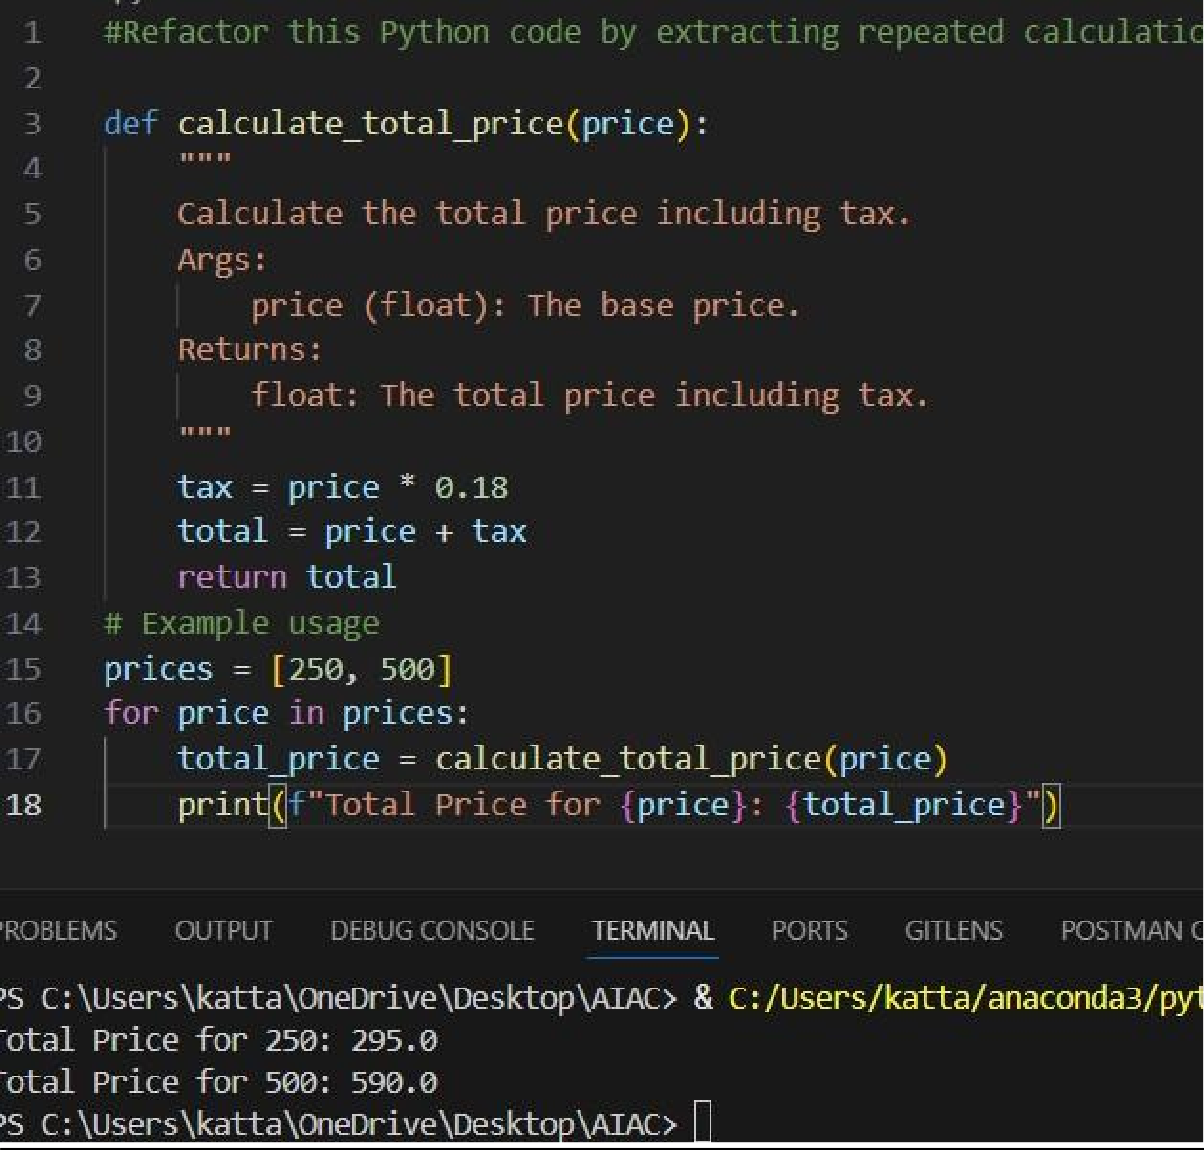 1 #Refactor this Python code by extracting repeated calculatio
2
3 def calculate_total_price(price):
4 """
5 Calculate the total price including tax.
6 Args:
7 price (float): The base price.
8 Returns:
9 float: The total price including tax.
10 """
11 tax = price * 0.18
12 total = price + tax
13 return total
14 # Example usage
15 prices = [250, 500]
16 for price in prices:
17 total_price = calculate_total_price(price)
18 print(f"Total Price for {price}: {total_price}")
PROBLEMS OUTPUT DEBUG CONSOLE TERMINAL PORTS GITLENS POSTMAN C
PS C:\Users\katta\OneDrive\Desktop\AIAC> & C:/Users/katta/anaconda3/pyt
Total Price for 250: 295.0
Total Price for 500: 590.0
PS C:\Users\katta\OneDrive\Desktop\AIAC>